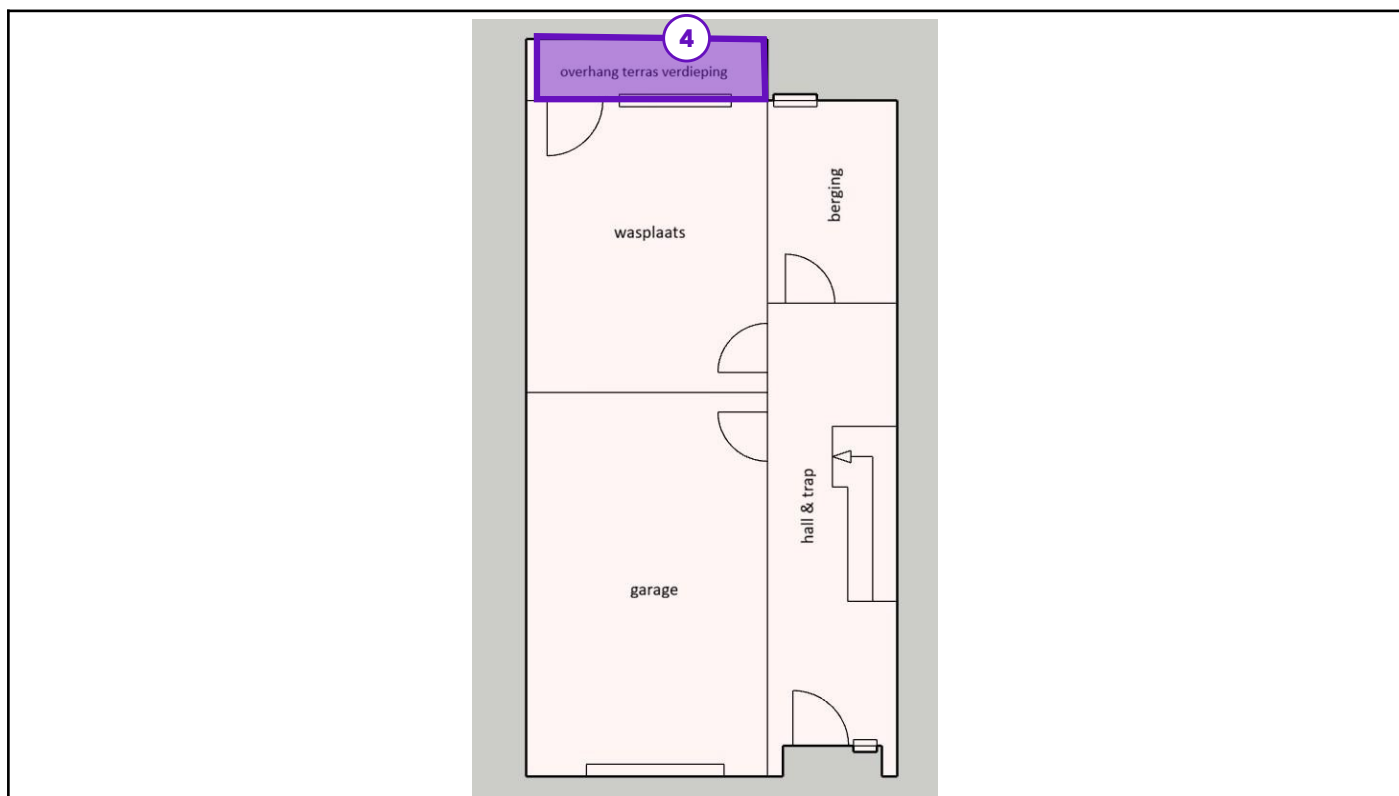 4
overhang terras verdieping
berging
wasplaats
hall & trap
garage